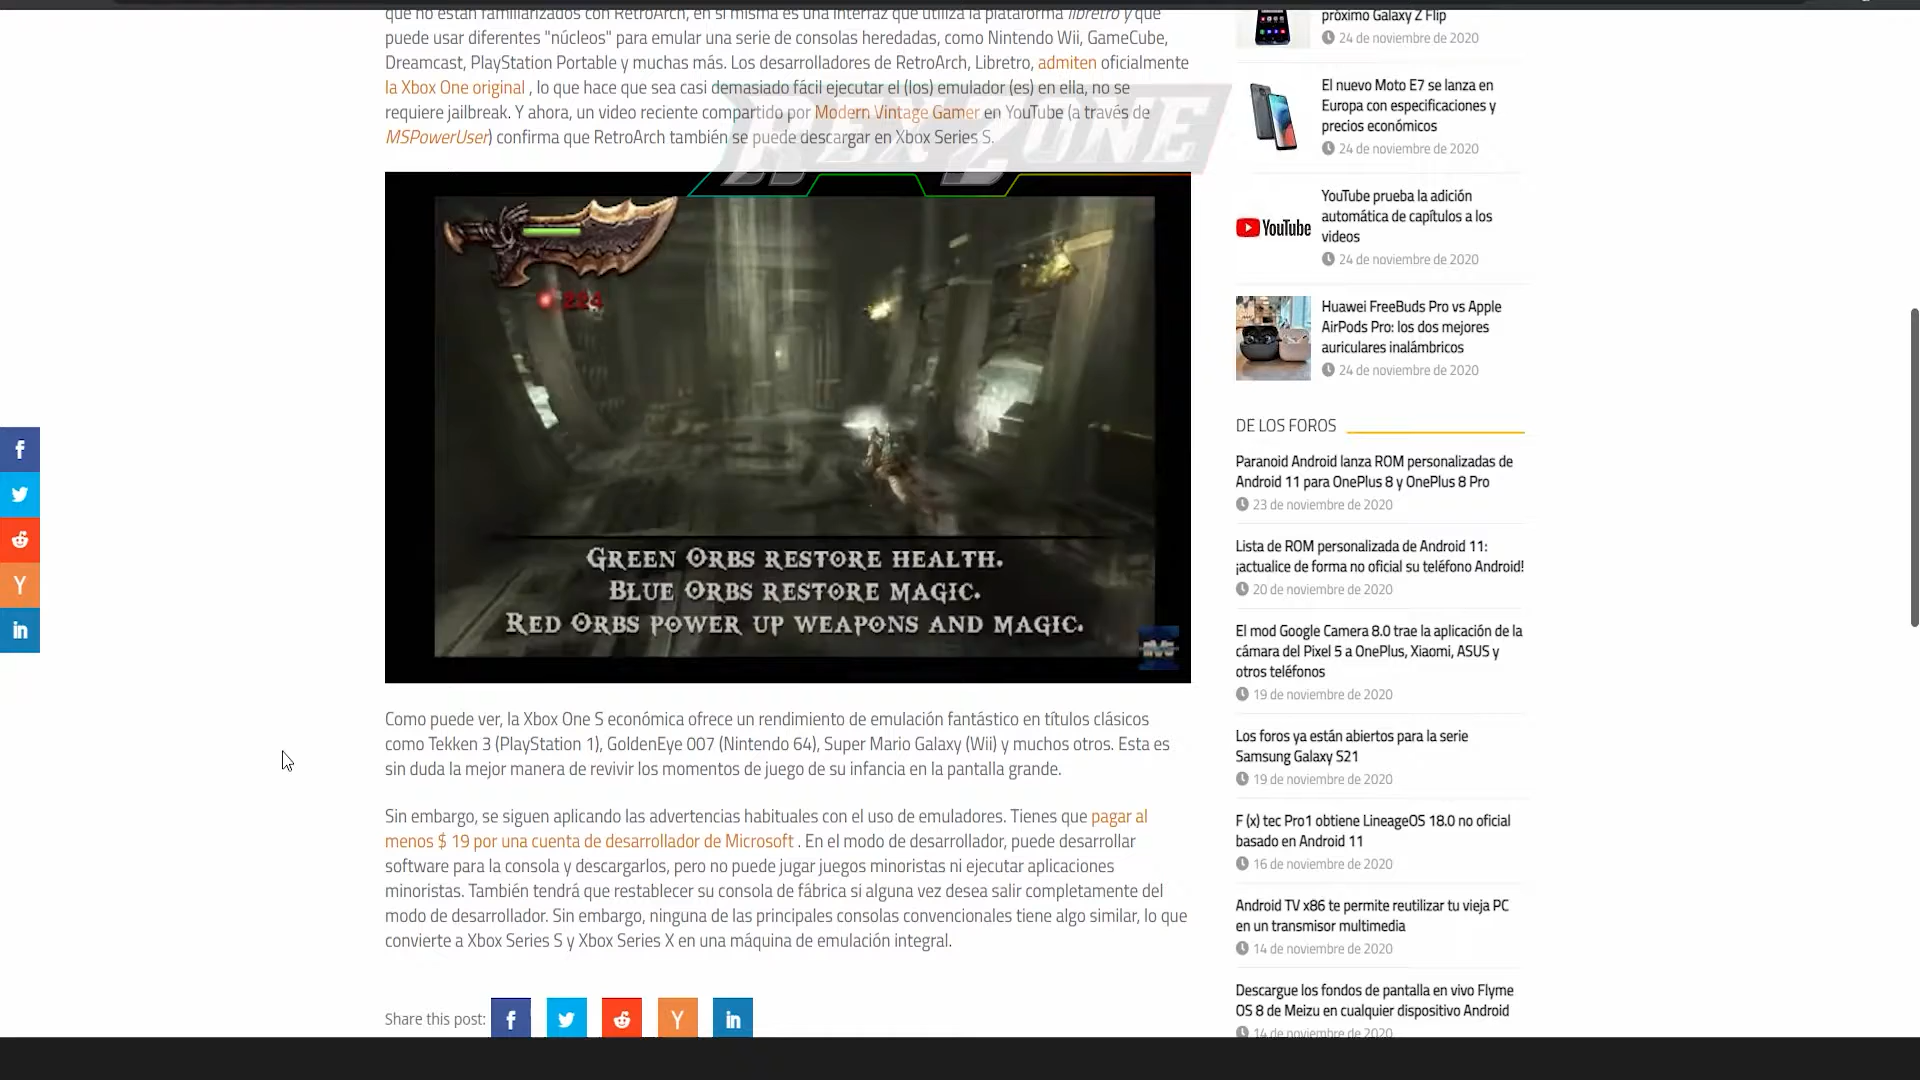 que no están familiarizados con RetroArch, en sí misma es una interfaz que utiliza la plataforma libretro y que
puede usar diferentes "núcleos" para emular una serie de consolas heredadas, como Nintendo Wii, GameCube,
Dreamcast, PlayStation Portable y muchas más. Los desarrolladores de RetroArch, Libretro, admiten oficialmente
la Xbox One original , lo que hace que sea casi demasiado fácil ejecutar el (los) emulador (es) en ella, no se
requiere jailbreak. Y ahora, un video reciente compartido por Modern Vintage Gamer en YouTube (a través de
MSPowerUser) confirma que RetroArch también se puede descargar en Xbox Series S.
REX ZONE
224
GREEN ORBS RESTORE HEALTH.
BLUE ORBS RESTORE MAGIC.
RED ORBS POWER UP WEAPONS AND MAGIC.
MVG
Como puede ver, la Xbox One S económica ofrece un rendimiento de emulación fantástico en títulos clásicos
como Tekken 3 (PlayStation 1), GoldenEye 007 (Nintendo 64), Super Mario Galaxy (Wii) y muchos otros. Esta es
sin duda la mejor manera de revivir los momentos de juego de su infancia en la pantalla grande.
Sin embargo, se siguen aplicando las advertencias habituales con el uso de emuladores. Tienes que pagar al
menos $ 19 por una cuenta de desarrollador de Microsoft . En el modo de desarrollador, puede desarrollar
software para la consola y descargarlos, pero no puede jugar juegos minoristas ni ejecutar aplicaciones
minoristas. También tendrá que restablecer su consola de fábrica si alguna vez desea salir completamente del
modo de desarrollador. Sin embargo, ninguna de las principales consolas convencionales tiene algo similar, lo que
convierte a Xbox Series S y Xbox Series X en una máquina de emulación integral.
Share this post:
próximo Galaxy Z Flip
24 de noviembre de 2020
El nuevo Moto E7 se lanza en
Europa con especificaciones y
precios económicos
24 de noviembre de 2020
YouTube
YouTube prueba la adición
automática de capítulos a los
videos
24 de noviembre de 2020
Huawei FreeBuds Pro vs Apple
AirPods Pro: los dos mejores
auriculares inalámbricos
24 de noviembre de 2020
DE LOS FOROS
Paranoid Android lanza ROM personalizadas de
Android 11 para OnePlus 8 y OnePlus 8 Pro
23 de noviembre de 2020
Lista de ROM personalizada de Android 11:
¡actualice de forma no oficial su teléfono Android!
20 de noviembre de 2020
El mod Google Camera 8.0 trae la aplicación de la
cámara del Pixel 5 a OnePlus, Xiaomi, ASUS y
otros teléfonos
19 de noviembre de 2020
Los foros ya están abiertos para la serie
Samsung Galaxy S21
19 de noviembre de 2020
F (x) tec Pro1 obtiene LineageOS 18.0 no oficial
basado en Android 11
16 de noviembre de 2020
Android TV x86 te permite reutilizar tu vieja PC
en un transmisor multimedia
14 de noviembre de 2020
Descargue los fondos de pantalla en vivo Flyme
OS 8 de Meizu en cualquier dispositivo Android
14 de noviembre de 2020